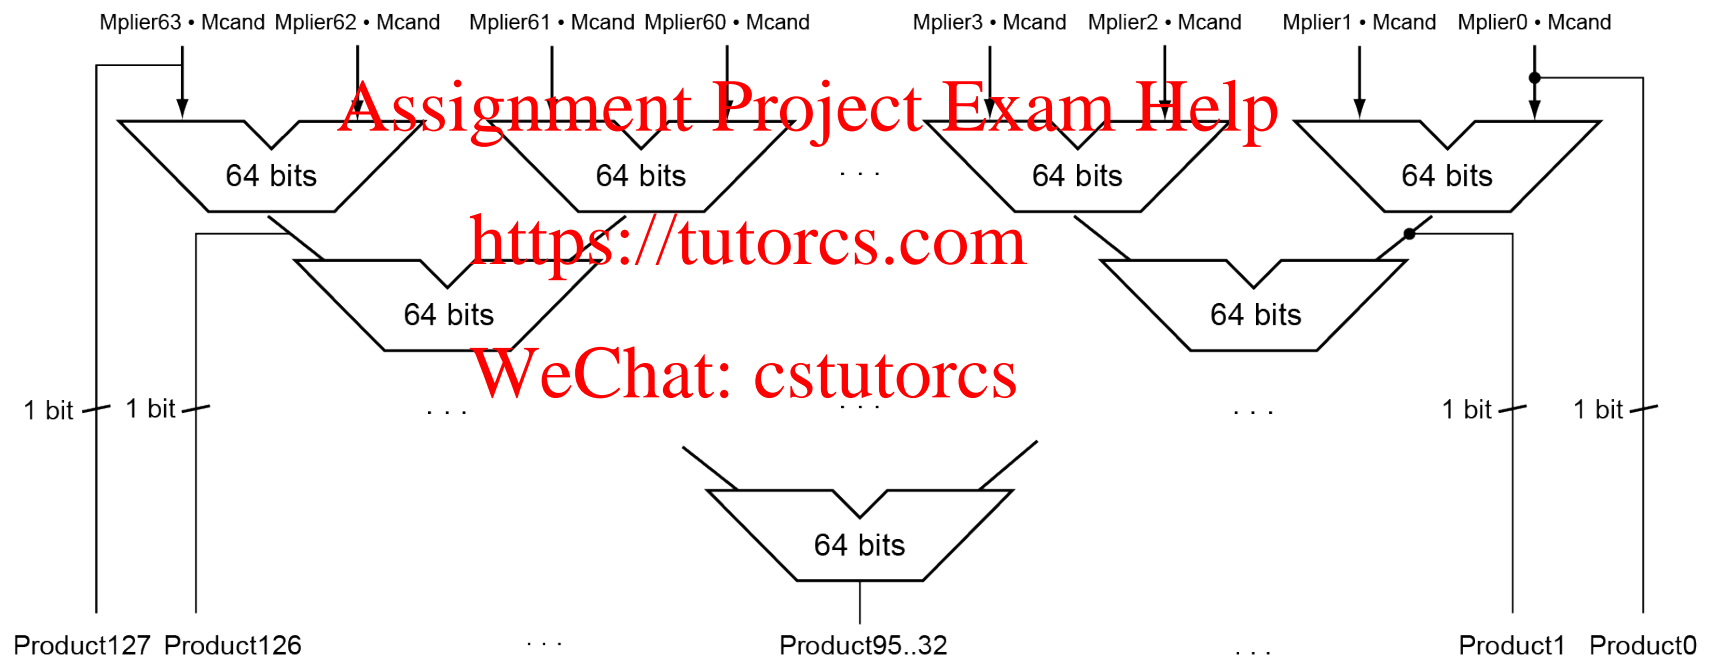 Mplier63 • Mcand Mplier62 • Mcand Mplier61 • Mcand Mplier60 • Mcand Mplier3 • Mcand Mplier2 • Mcand Mplier1 • Mcand Mplier0 • Mcand
Assignment Project Exam Help
64 bits 64 bits . . . 64 bits 64 bits
https://tutorcs.com
64 bits 64 bits
WeChat: cstutorcs
1 bit 1 bit . . . . . . . . . 1 bit 1 bit
64 bits
Product127 Product126 . . . Product95..32 . . . Product1 Product0